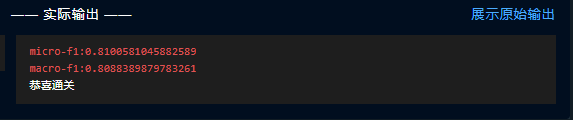 —— 实际输出 ——
展示原始输出
micro-f1:0.8100581045882589
macro-f1:0.8088389879783261
恭喜通关